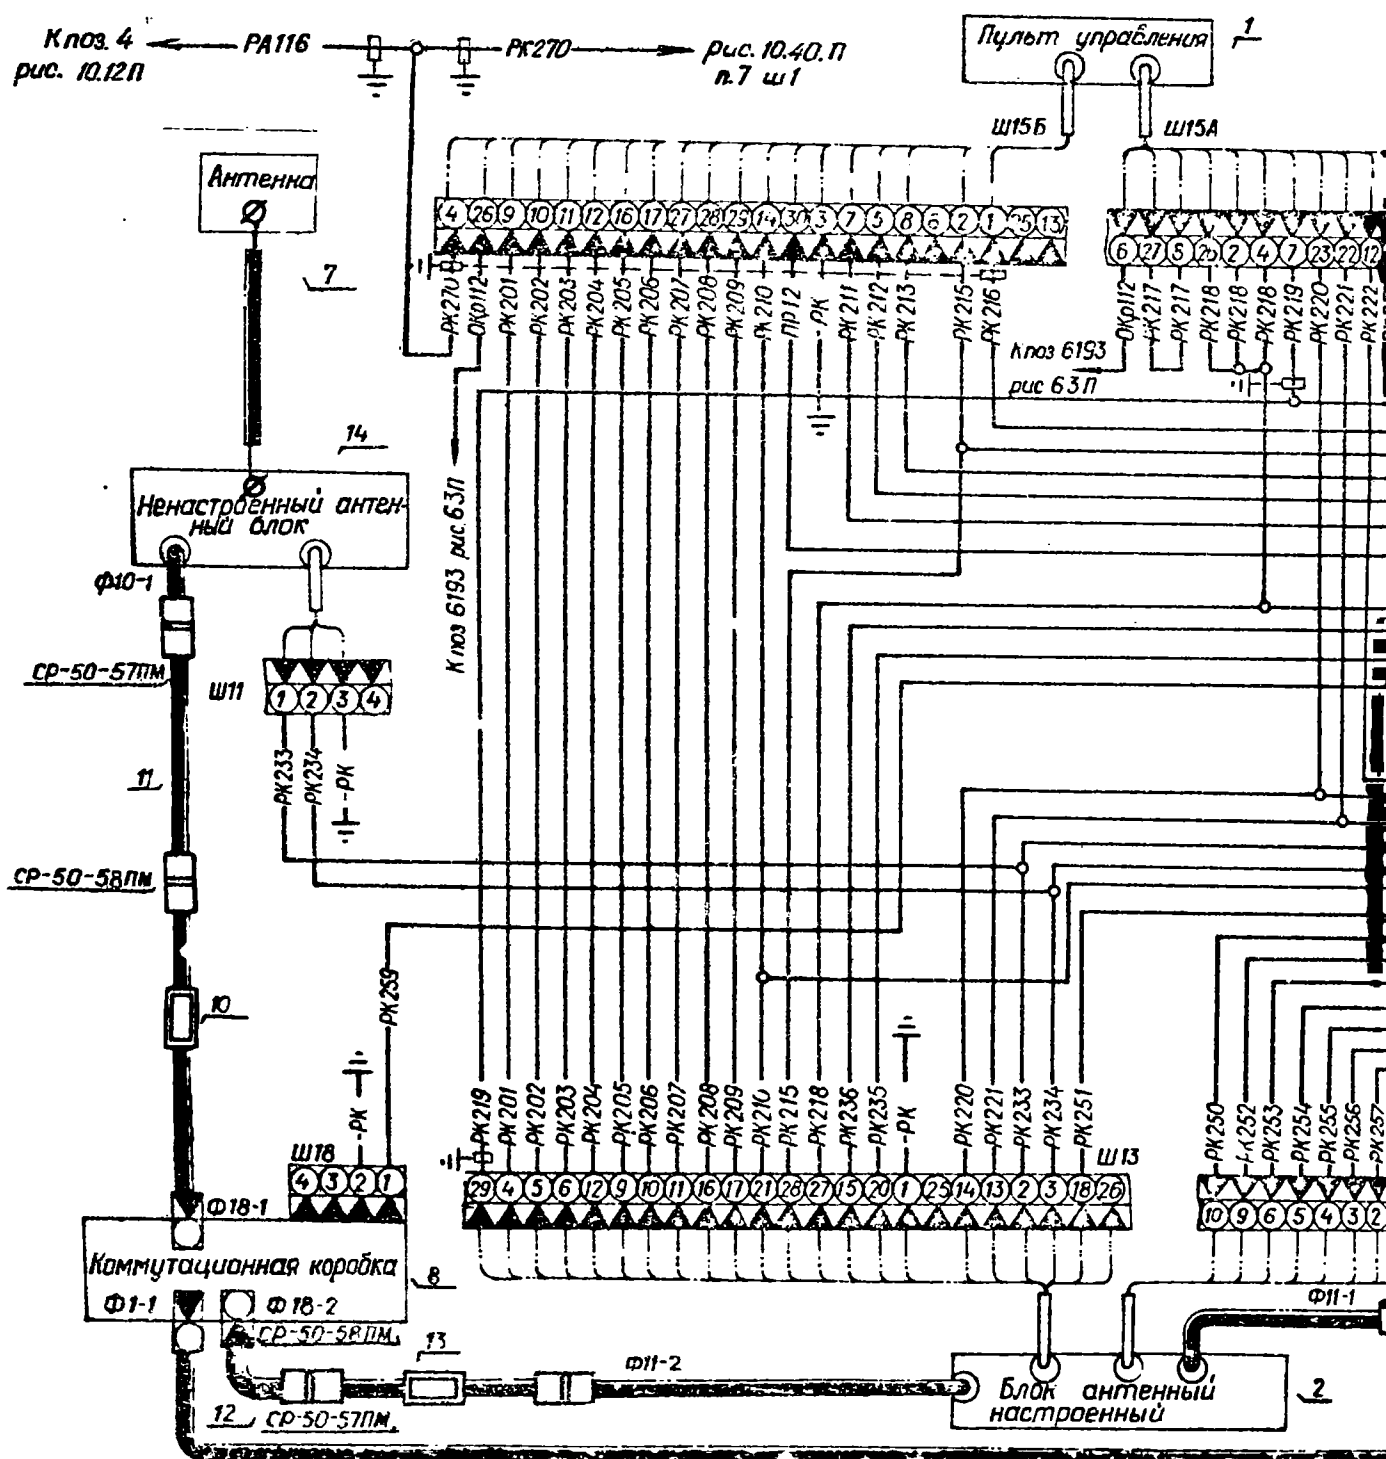 К поз. 4
РА116
РК270
рис. 10.12П
Рис. 10.40.П
п.7 ш1
Пульт управления
1
Ш15Б
Ш15А
Антенна
4 26 9 10 11 12 16 17 27 28 29 14 30 3 7 5 8 6 2 1 25 13
6 27 8 26 2 4 7 23 22 12
7
РК270
ОКр112
РК201
РК202
РК203
РК204
РК205
РК206
РК207
РК208
РК209
РК210
ПР12
-РК
РК211
РК212
РК213
РК215
РК216
ОКр112
РК217
РК217
РК218
РК218
РК218
РК219
РК220
РК221
РК222
К поз 6193
рис 63П
14
Ненастроенный антен-
ный блок
К поз 6193 рис.63П
Ф10-1
СР-50-57ПМ
Ш11
1 2 3 4
РК233
РК234
-РК
11
СР-50-58ПМ
10
РК259
-РК
Ш18
4 3 2 1
РК219
РК201
РК202
РК203
РК204
РК205
РК206
РК207
РК208
РК209
РК210
РК215
РК218
РК236
РК235
-РК
РК220
РК221
РК233
РК234
РК251
Ш13
РК250
РК252
РК253
РК254
РК255
РК256
РК257
29 4 5 6 12 9 10 11 16 17 21 28 27 15 20 1 25 14 13 2 3 18 26
10 9 6 5 4 3 2
Ф18-1
Коммутационная коробка
8
Ф1-1
Ф18-2
СР-50-58ПМ
Ф11-1
13
Ф11-2
12
СР-50-57ПМ
Блок антенный
настроенный
2